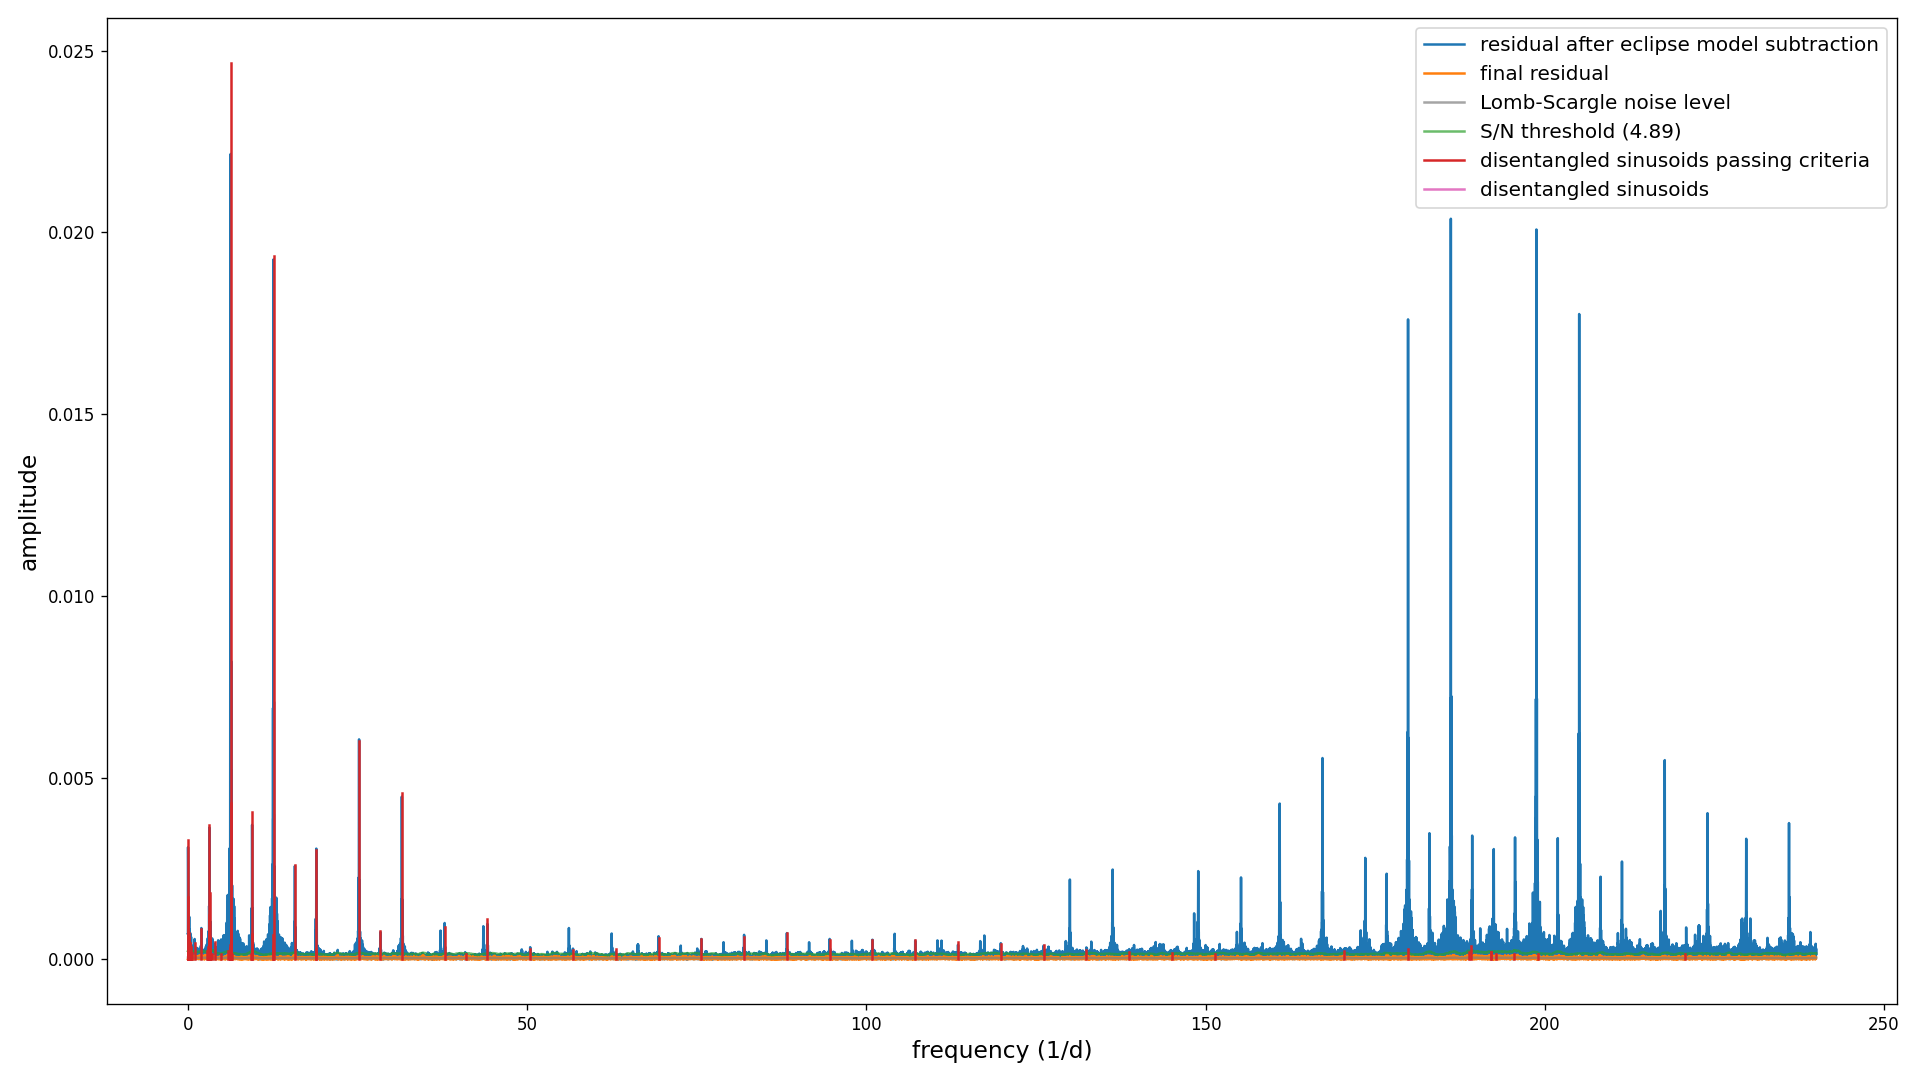 residual after eclipse model subtraction
final residual
Lomb-Scargle noise level
S/N threshold (4.89)
disentangled sinusoids passing criteria
disentangled sinusoids
0.025
0.020
0.015
0.010
0.005
0.000
amplitude
0 50 100 150 200 250
frequency (1/d)